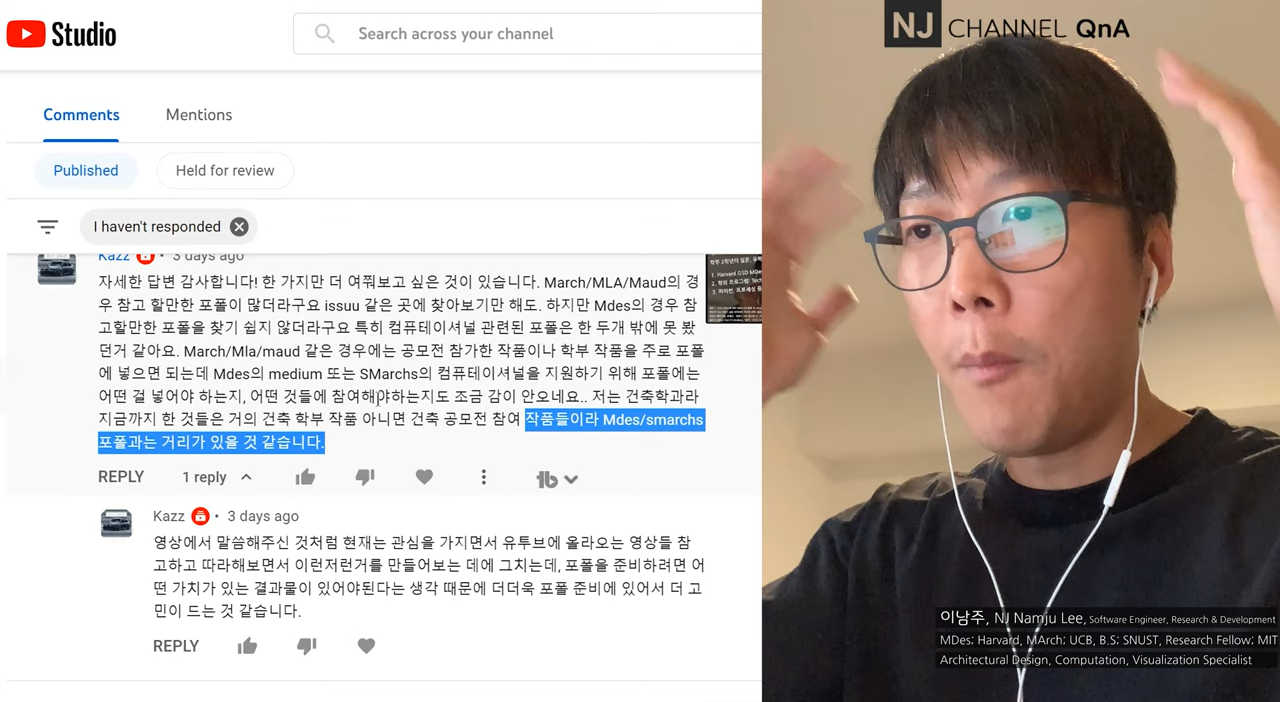 Studio
Search across your channel
Comments
Mentions
Published
Held for review
I haven't responded
Kazz • 3 days ago
자세한 답변 감사합니다! 한 가지만 더 여쭤보고 싶은 것이 있습니다. March/MLA/Maud의 경
우 참고 할만한 포폴이 많더라구요 issuu 같은 곳에 찾아보기만 해도. 하지만 Mdes의 경우 참
고할만한 포폴을 찾기 쉽지 않더라구요 특히 컴퓨테이셔널 관련된 포폴은 한 두개 밖에 못 봤
던거 같아요. March/Mla/maud 같은 경우에는 공모전 참가한 작품이나 학부 작품을 주로 포폴
에 넣으면 되는데 Mdes의 medium 또는 SMarchs의 컴퓨테이셔널을 지원하기 위해 포폴에는
어떤 걸 넣어야 하는지, 어떤 것들에 참여해야하는지도 조금 감이 안오네요.. 저는 건축학과라
지금까지 한 것들은 거의 건축 학부 작품 아니면 건축 공모전 참여 작품들이라 Mdes/smarchs
포폴과는 거리가 있을 것 같습니다.
REPLY
1 reply
Kazz • 3 days ago
영상에서 말씀해주신 것처럼 현재는 관심을 가지면서 유투브에 올라오는 영상들 참
고하고 따라해보면서 이런저런거를 만들어보는 데에 그치는데, 포폴을 준비하려면 어
떤 가치가 있는 결과물이 있어야된다는 생각 때문에 더더욱 포폴 준비에 있어서 더 고
민이 드는 것 같습니다.
REPLY
1. Harvard GSD MDes
NJ CHANNEL QnA
이남주, NJ Namju Lee, Software Engineer, Research & Development
MDes; Harvard, MArch; UCB, B.S; SNUST, Research Fellow; MIT
Architectural Design, Computation, Visualization Specialist